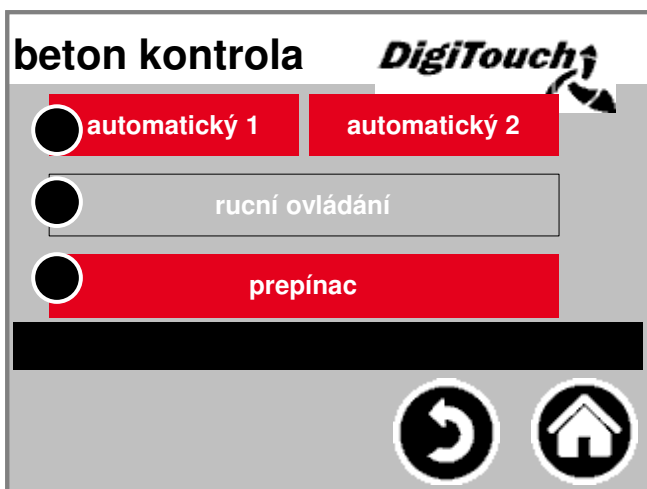 beton kontrola
DigiTouch
automatický 1
automatický 2
rucní ovládání
prepínac